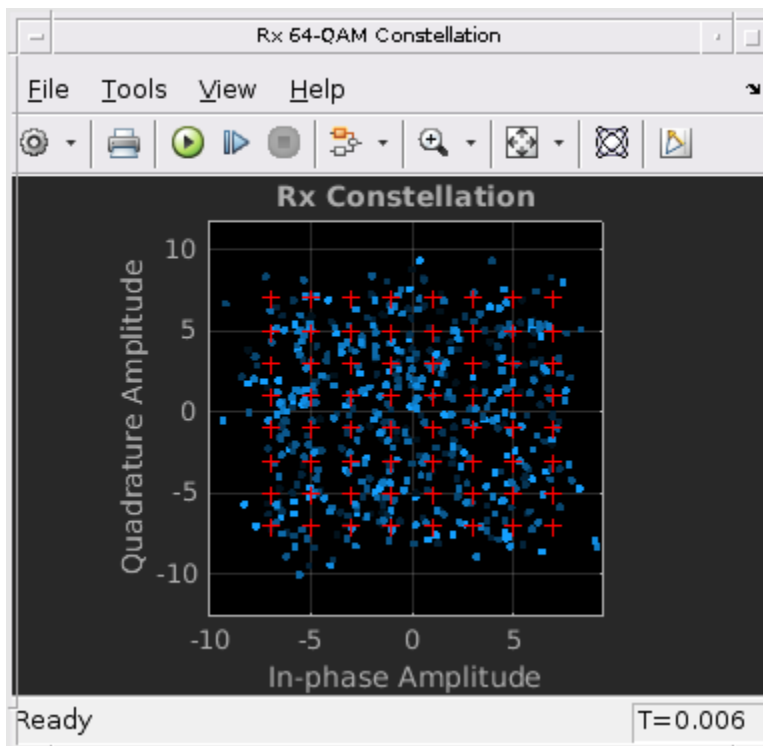 Rx 64-QAM Constellation
File Tools View Help
Rx Constellation
Quadrature Amplitude
10
5
0
-5
-10
-10 -5 0 5
In-phase Amplitude
Ready T=0.006